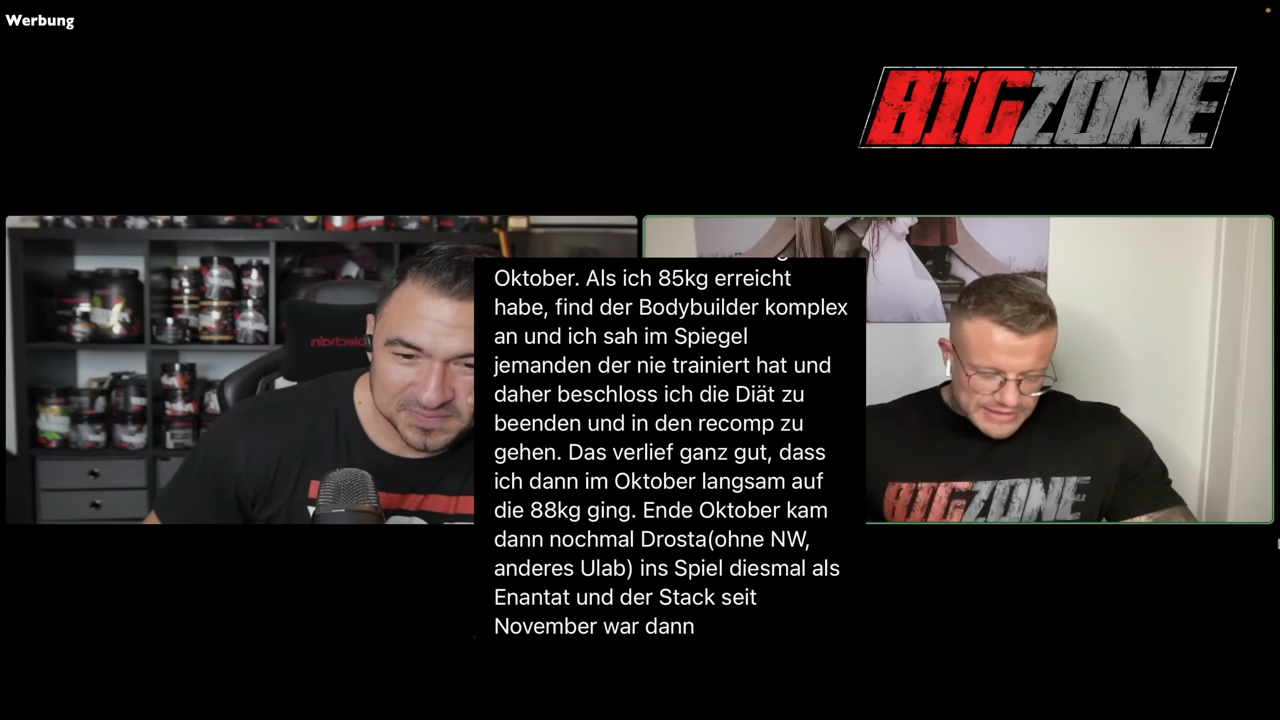 Werbung
BIGZONE
Oktober. Als ich 85kg erreicht
habe, find der Bodybuilder komplex
an und ich sah im Spiegel
jemanden der nie trainiert hat und
daher beschloss ich die Diät zu
beenden und in den recomp zu
gehen. Das verlief ganz gut, dass
ich dann im Oktober langsam auf
die 88kg ging. Ende Oktober kam
dann nochmal Drosta(ohne NW,
anderes Ulab) ins Spiel diesmal als
Enantat und der Stack seit
November war dann
BIGZONE